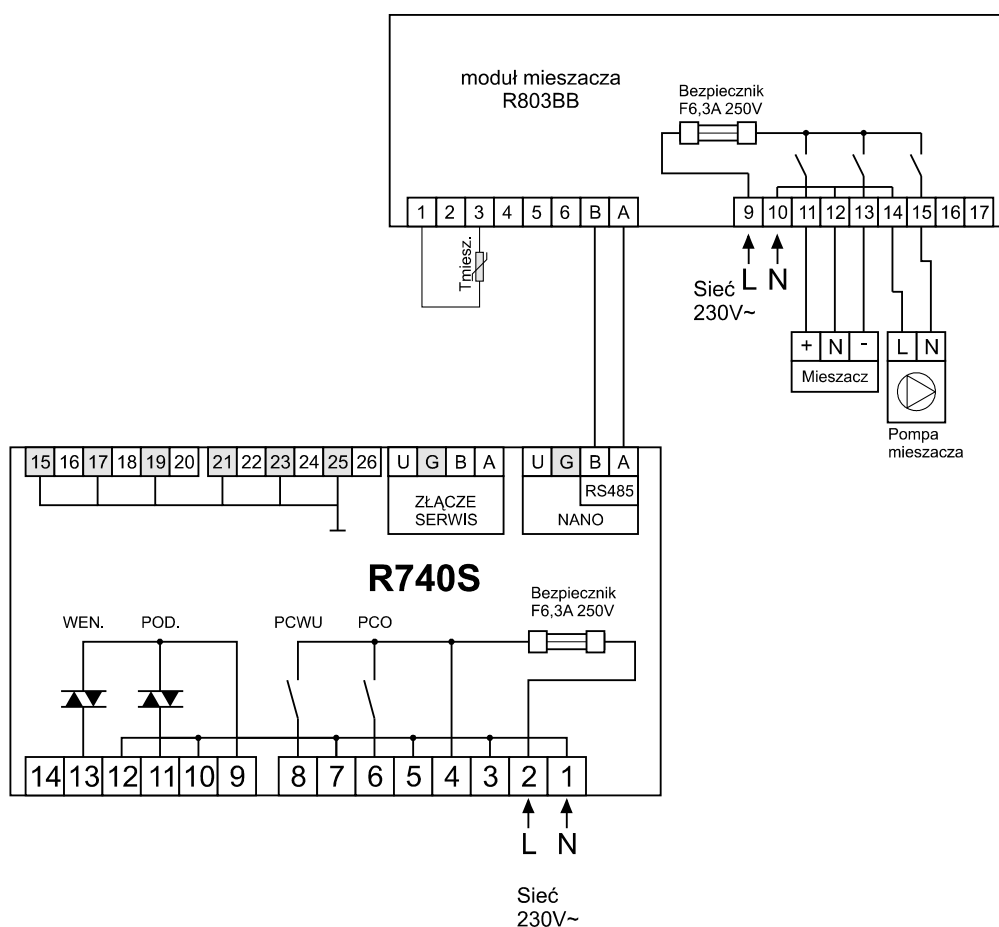 moduł mieszacza
R803BB
Bezpiecznik
F6,3A 250V
1 2 3 4 5 6 B A
9 10 11 12 13 14 15 16 17
Tmiesz.
L N
Sieć
230V~
+ N -
Mieszacz
L N
Pompa
mieszacza
15 16 17 18 19 20 21 22 23 24 25 26
U G B A
ZŁĄCZE
SERWIS
U G B A
RS485
NANO
R740S
Bezpiecznik
F6,3A 250V
WEN. POD. PCWU PCO
14 13 12 11 10 9 8 7 6 5 4 3 2 1
L N
Sieć
230V~